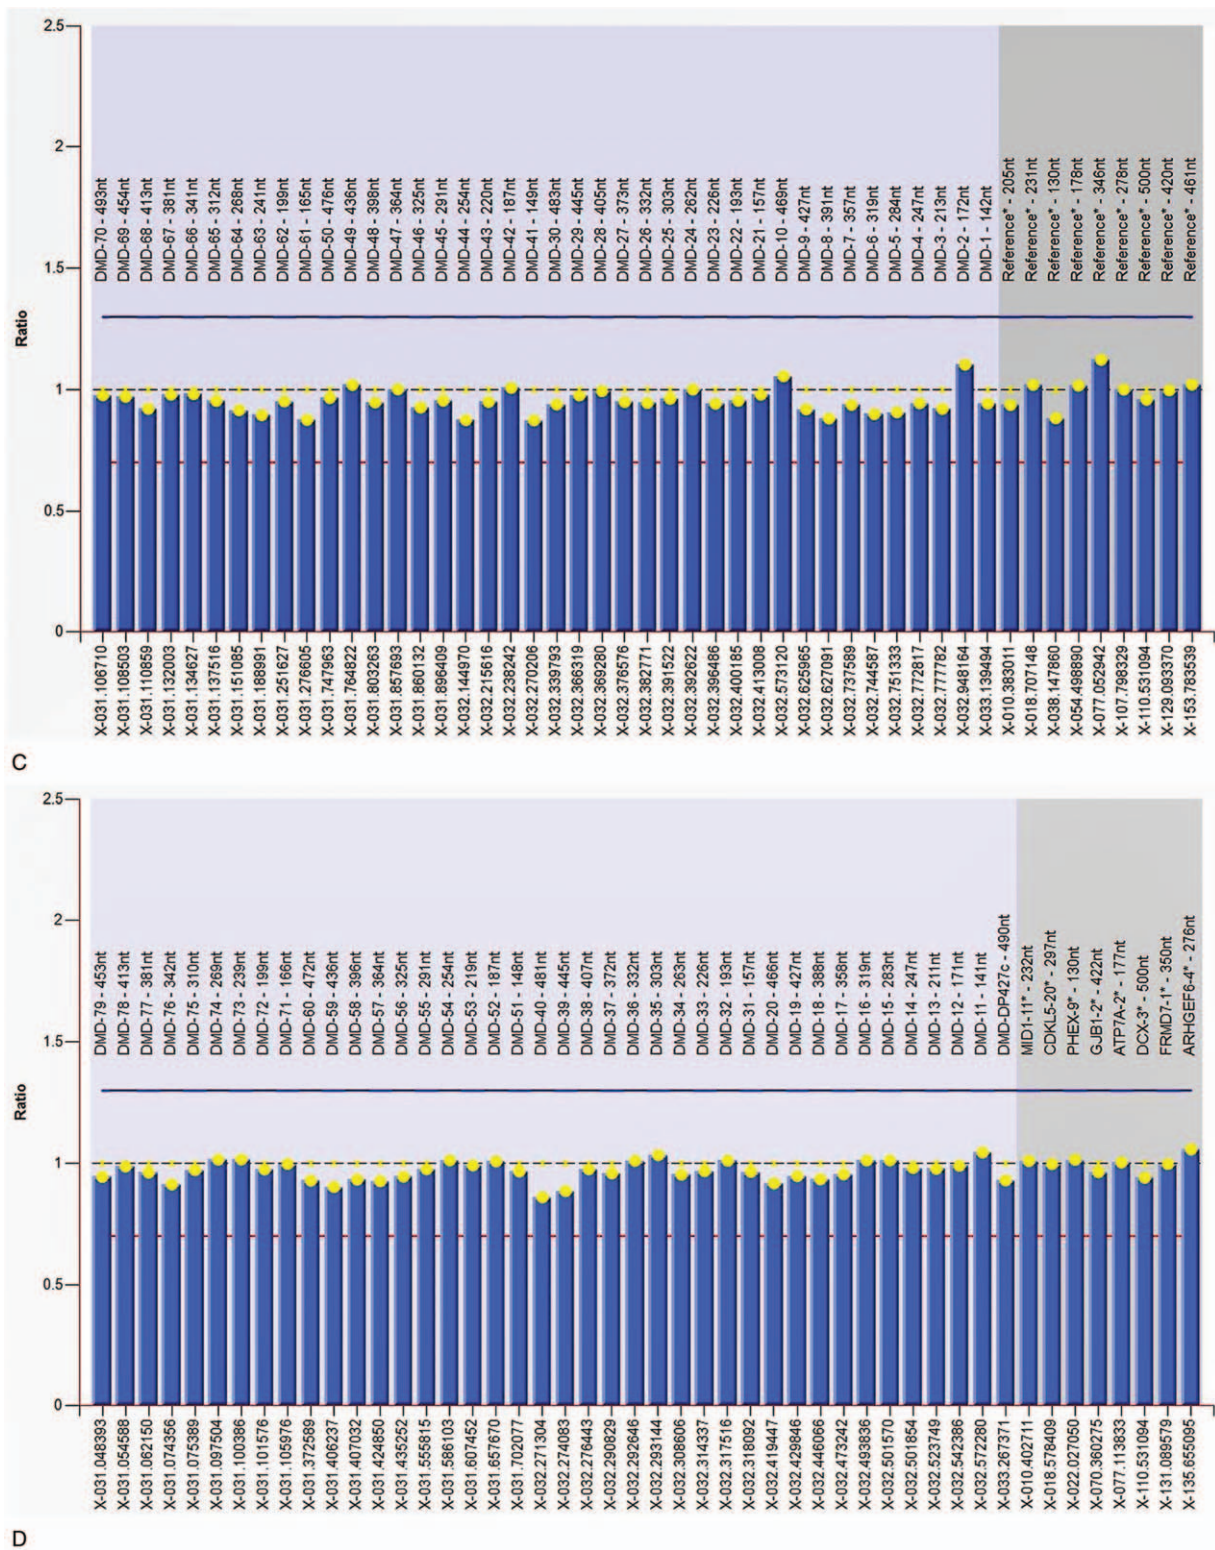 2.5
2
1.5
1
0.5
0
Ratio
DMD-70 - 493nt
DMD-69 - 454nt
DMD-68 - 413nt
DMD-67 - 381nt
DMD-66 - 341nt
DMD-65 - 312nt
DMD-64 - 268nt
DMD-63 - 241nt
DMD-62 - 199nt
DMD-61 - 165nt
DMD-50 - 476nt
DMD-49 - 436nt
DMD-48 - 398nt
DMD-47 - 364nt
DMD-46 - 325nt
DMD-45 - 291nt
DMD-44 - 254nt
DMD-43 - 220nt
DMD-42 - 187nt
DMD-41 - 149nt
DMD-30 - 483nt
DMD-29 - 445nt
DMD-28 - 405nt
DMD-27 - 373nt
DMD-26 - 332nt
DMD-25 - 303nt
DMD-24 - 262nt
DMD-23 - 226nt
DMD-22 - 193nt
DMD-21 - 157nt
DMD-10 - 469nt
DMD-9 - 427nt
DMD-8 - 391nt
DMD-7 - 357nt
DMD-6 - 319nt
DMD-5 - 284nt
DMD-4 - 247nt
DMD-3 - 213nt
DMD-2 - 172nt
DMD-1 - 142nt
Reference* - 205nt
Reference* - 231nt
Reference* - 130nt
Reference* - 178nt
Reference* - 346nt
Reference* - 278nt
Reference* - 500nt
Reference* - 420nt
Reference* - 461nt
X-031.106710
X-031.108503
X-031.110859
X-031.132003
X-031.134627
X-031.137516
X-031.151085
X-031.188991
X-031.251627
X-031.276605
X-031.747963
X-031.764822
X-031.803263
X-031.857693
X-031.860132
X-031.896409
X-032.144970
X-032.215616
X-032.238242
X-032.270206
X-032.339793
X-032.366319
X-032.369280
X-032.376576
X-032.382771
X-032.391522
X-032.392622
X-032.396486
X-032.400185
X-032.413008
X-032.573120
X-032.625965
X-032.627091
X-032.737589
X-032.744587
X-032.751333
X-032.772817
X-032.777782
X-032.948164
X-033.139494
X-010.383011
X-018.707148
X-038.147860
X-054.498890
X-077.052942
X-107.798329
X-110.531094
X-129.093370
X-153.783539
C
2.5
2
1.5
1
0.5
0
Ratio
DMD-79 - 453nt
DMD-78 - 413nt
DMD-77 - 381nt
DMD-76 - 342nt
DMD-75 - 310nt
DMD-74 - 269nt
DMD-73 - 239nt
DMD-72 - 199nt
DMD-71 - 166nt
DMD-60 - 472nt
DMD-59 - 436nt
DMD-58 - 396nt
DMD-57 - 364nt
DMD-56 - 325nt
DMD-55 - 291nt
DMD-54 - 254nt
DMD-53 - 219nt
DMD-52 - 187nt
DMD-51 - 148nt
DMD-40 - 481nt
DMD-39 - 445nt
DMD-38 - 407nt
DMD-37 - 372nt
DMD-36 - 332nt
DMD-35 - 303nt
DMD-34 - 263nt
DMD-33 - 226nt
DMD-32 - 193nt
DMD-31 - 157nt
DMD-20 - 466nt
DMD-19 - 427nt
DMD-18 - 388nt
DMD-17 - 358nt
DMD-16 - 319nt
DMD-15 - 283nt
DMD-14 - 247nt
DMD-13 - 211nt
DMD-12 - 171nt
DMD-11 - 141nt
DMD-DP427c - 490nt
MID1-11* - 232nt
CDKL5-20* - 297nt
PHEX-9* - 130nt
GJB1-2* - 422nt
ATP7A-2* - 177nt
DCX-3* - 500nt
FRMD7-1* - 350nt
ARHGEF6-4* - 276nt
X-031.048393
X-031.054588
X-031.062150
X-031.074356
X-031.075389
X-031.097504
X-031.100386
X-031.101576
X-031.105976
X-031.372589
X-031.406237
X-031.407032
X-031.424850
X-031.435252
X-031.555815
X-031.586103
X-031.607452
X-031.657670
X-031.702077
X-032.271304
X-032.274083
X-032.276443
X-032.290829
X-032.292646
X-032.293144
X-032.308606
X-032.314337
X-032.317516
X-032.318092
X-032.419447
X-032.429846
X-032.446066
X-032.473242
X-032.493836
X-032.501570
X-032.501854
X-032.523749
X-032.542386
X-032.572280
X-033.267371
X-010.402711
X-018.578409
X-022.027050
X-070.360275
X-077.113833
X-110.531094
X-131.089579
X-135.655095
D